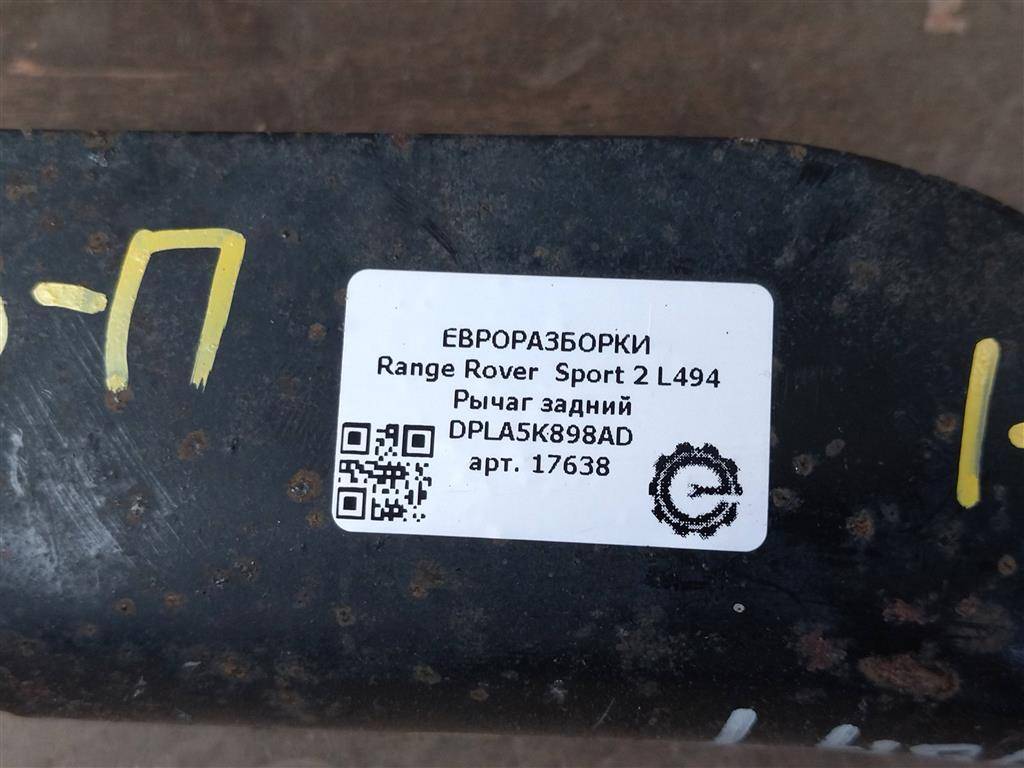 -П
ЕВРОРАЗБОРКИ
Range Rover Sport 2 L494
Рычаг задний
DPLA5K898AD
арт. 17638